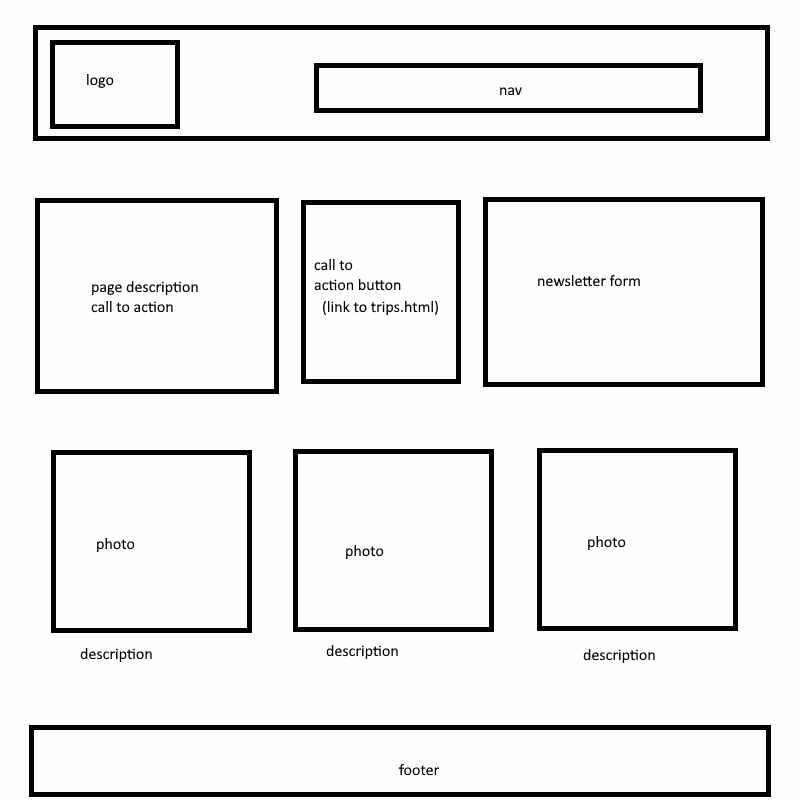 logo
nav
page description
call to action
call to
action button
(link to trips.html)
newsletter form
photo
photo
photo
description
description
description
footer